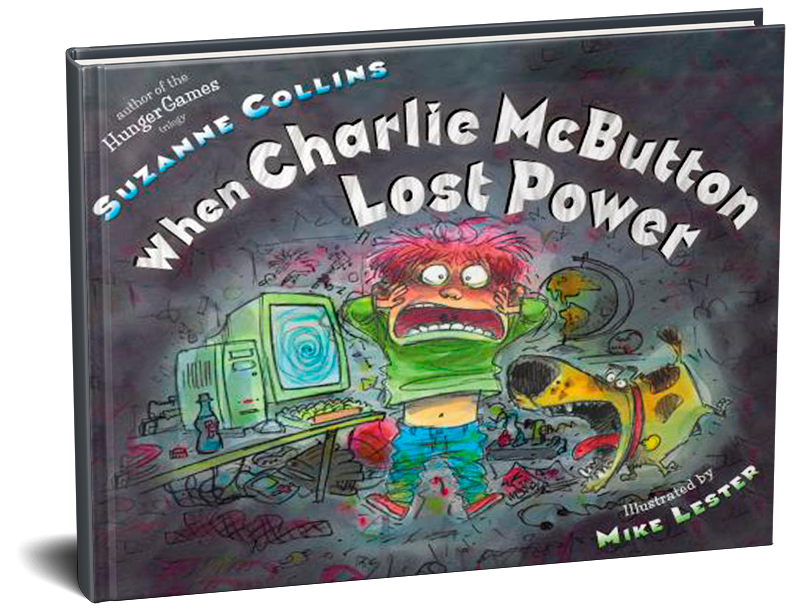 author of the
Hunger Games
trilogy
Suzanne Collins
When Charlie McButton
Lost Power
Illustrated by
Mike Lester